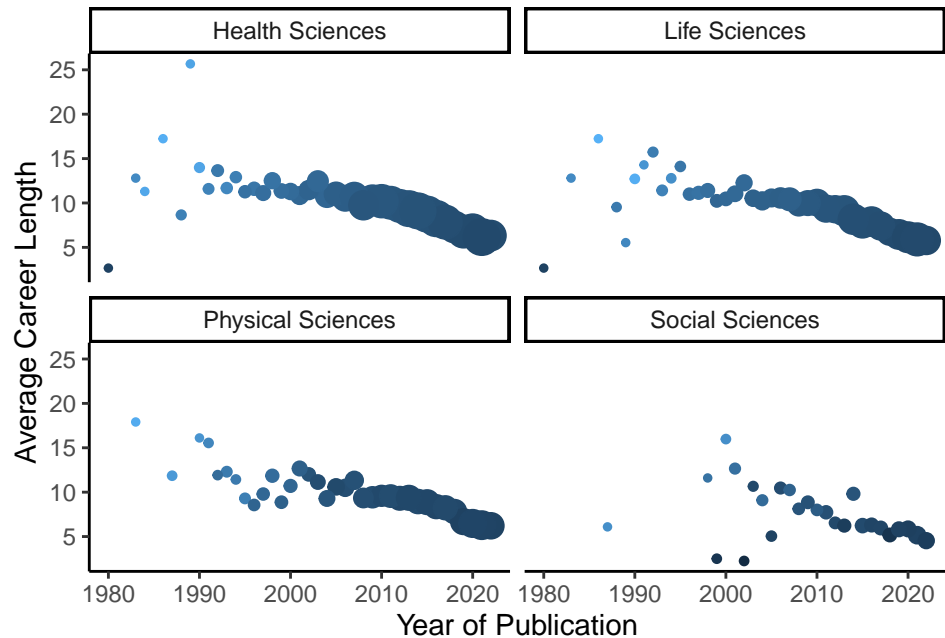 Health Sciences
Life Sciences
25
20
15
10
5
Physical Sciences
Social Sciences
25
20
15
10
5
1980 1990 2000 2010 2020 1980 1990 2000 2010 2020
Year of Publication
Average Career Length